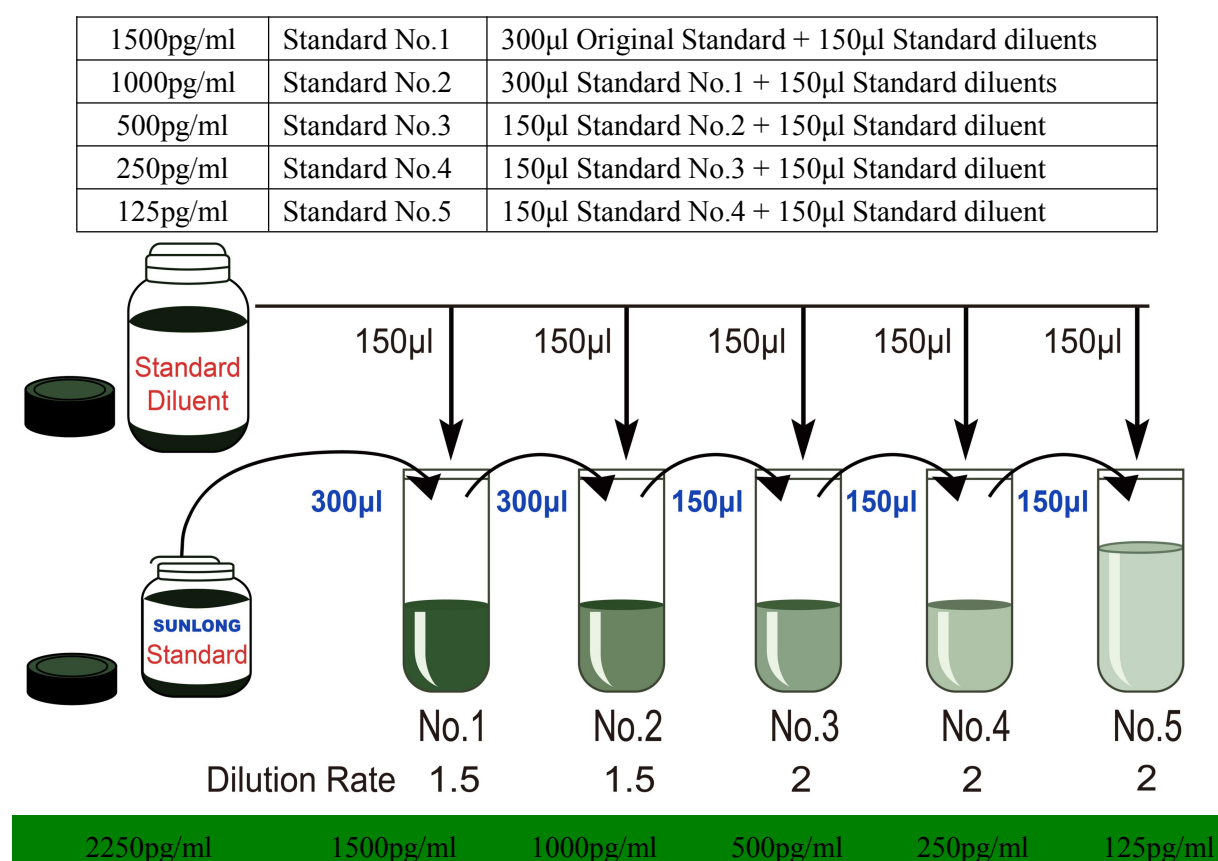 1500pg/ml Standard No.1 300μl Original Standard + 150μl Standard diluents
1000pg/ml Standard No.2 300μl Standard No.1 + 150μl Standard diluents
500pg/ml Standard No.3 150μl Standard No.2 + 150μl Standard diluent
250pg/ml Standard No.4 150μl Standard No.3 + 150μl Standard diluent
125pg/ml Standard No.5 150μl Standard No.4 + 150μl Standard diluent
150μl 150μl 150μl 150μl 150μl
Standard
Diluent
300μl 300μl 150μl 150μl 150μl
SUNLONG
Standard
No.1 No.2 No.3 No.4 No.5
Dilution Rate 1.5 1.5 2 2 2
2250pg/ml 1500pg/ml 1000pg/ml 500pg/ml 250pg/ml 125pg/ml